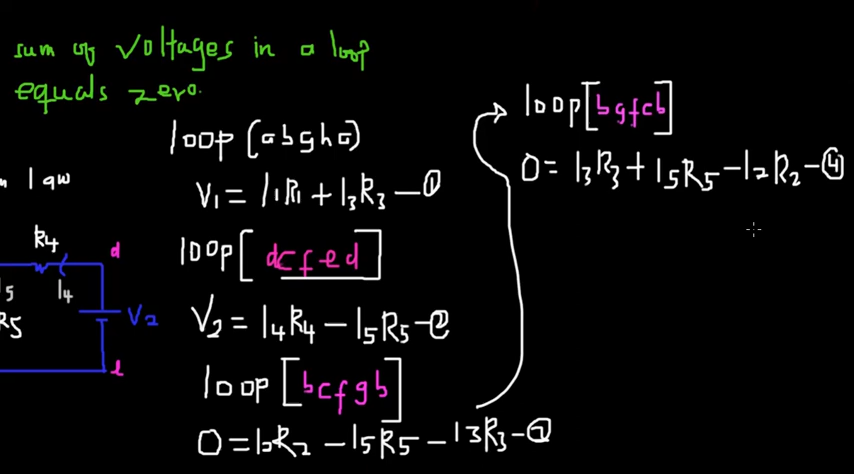 sum of voltages in a loop
equals zero.
loop (abgha)
V1 = I1R1 + I3R3 — ①
loop [dcfed]
V2 = I4R4 — I5R5 — ②
loop [bcfgb]
0 = I2R2 — I5R5 — I3R3 — ③
loop [bgfcb]
0 = I3R3 + I5R5 — I2R2 — ④
law
R4
d
I4
5
R5
V2
e